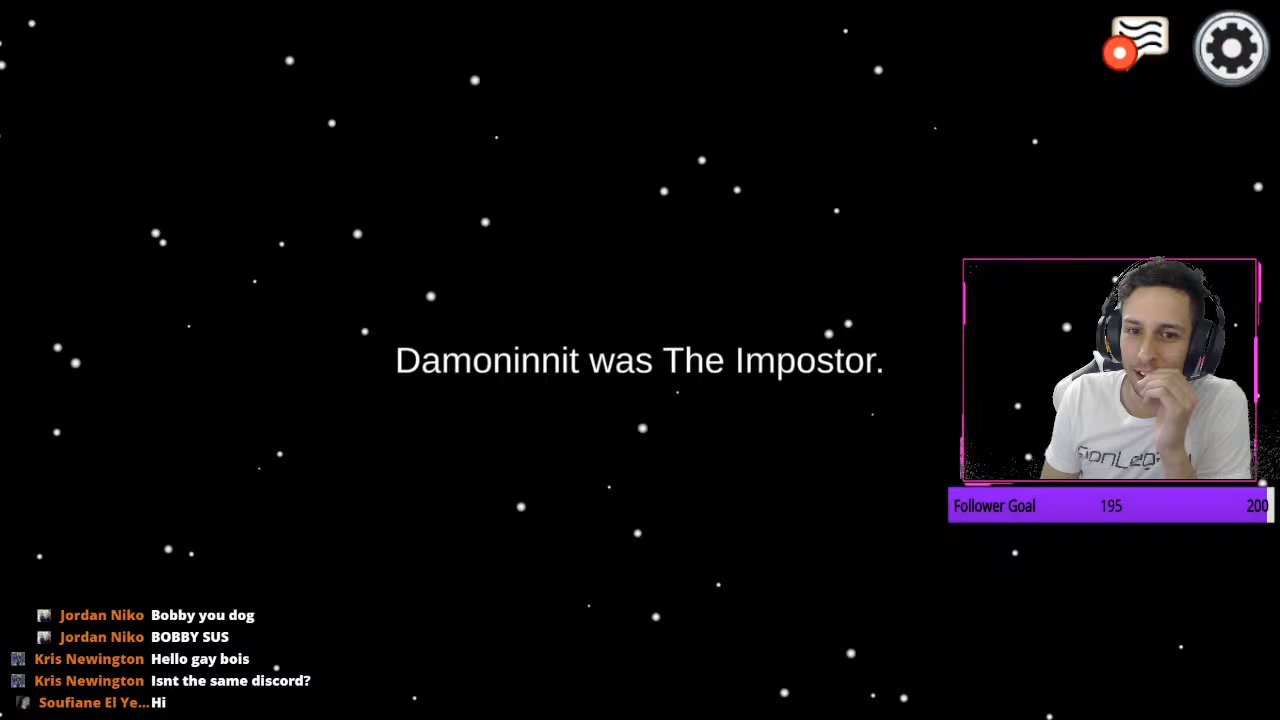 Damoninnit was The Impostor.
Follower Goal 195 200
Jordan Niko Bobby you dog
Jordan Niko BOBBY SUS
Kris Newington Hello gay bois
Kris Newington Isnt the same discord?
Soufiane El Ye... Hi